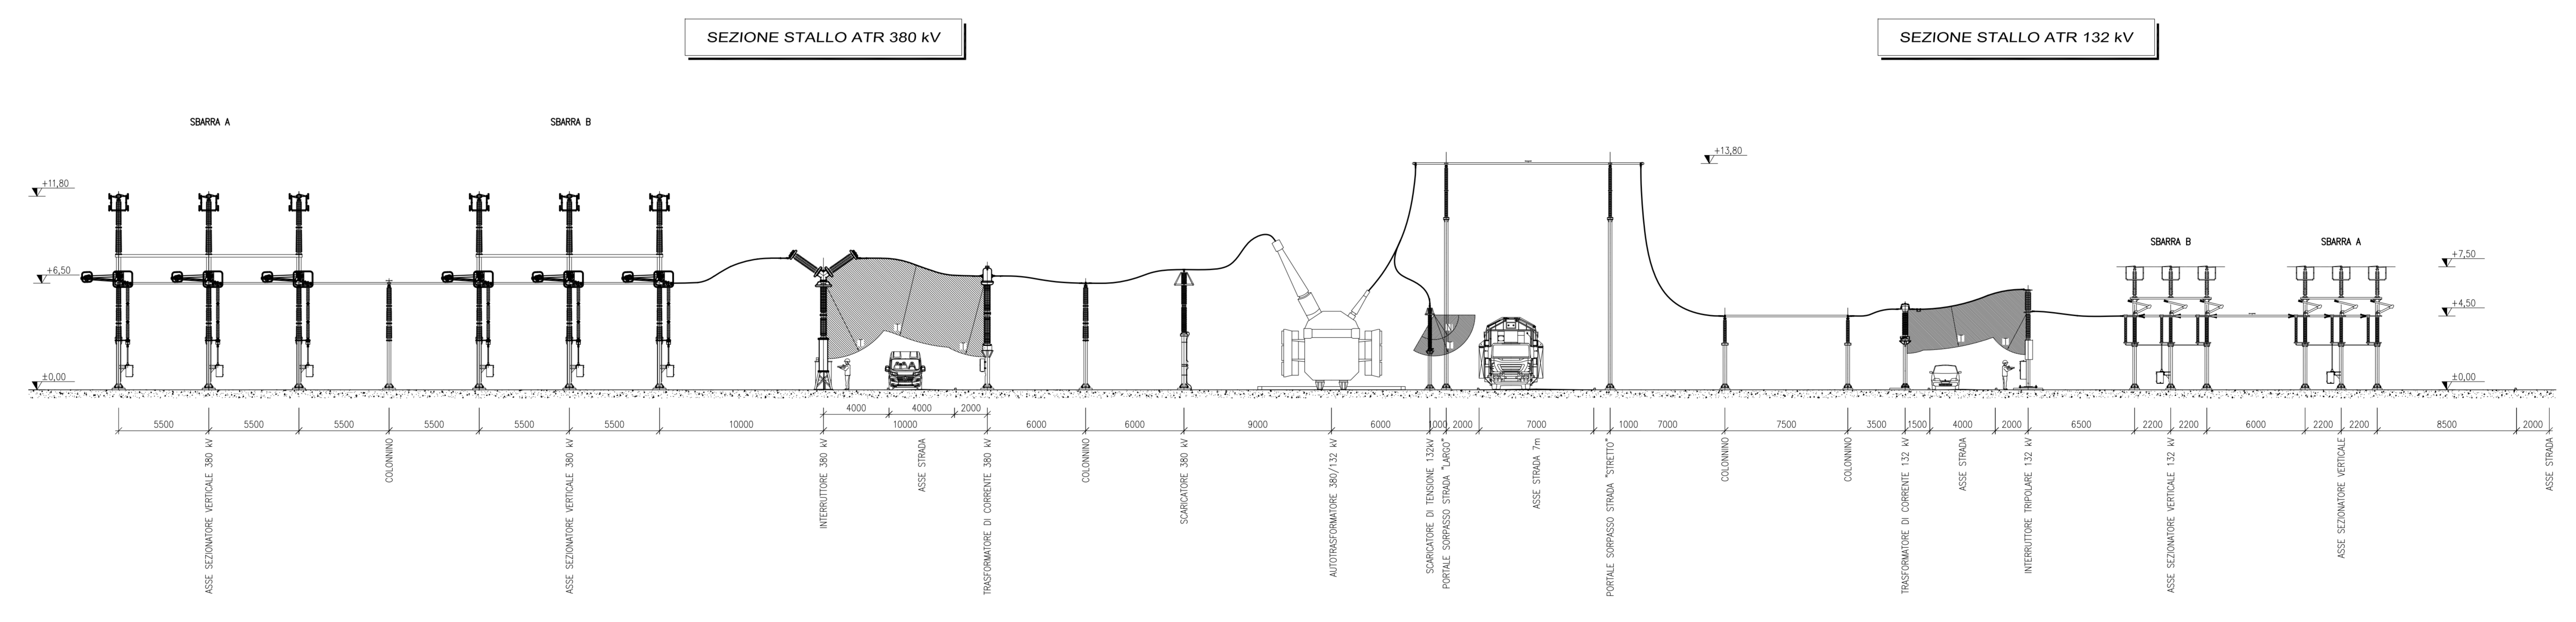 SEZIONE STALLO ATR 380 kV
SEZIONE STALLO ATR 132 kV
SBARRA A
SBARRA B
+13,80
+11,80
+6,50
±0,00
SBARRA B
SBARRA A
+7,50
+4,50
±0,00
4000
4000
2000
5500
5500
5500
5500
5500
5500
10000
10000
6000
6000
9000
6000
1000
2000
7000
1000
7000
7500
3500
1500
4000
2000
6500
2200
2200
6000
2200
2200
8500
2000
ASSE SEZIONATORE VERTICALE 380 kV
COLONNINO
ASSE SEZIONATORE VERTICALE 380 kV
INTERRUTTORE 380 kV
ASSE STRADA
TRASFORMATORE DI CORRENTE 380 kV
COLONNINO
SCARICATORE 380 kV
AUTOTRASFORMATORE 380/132 kV
SCARICATORE DI TENSIONE 132kV
PORTALE SORPASSO STRADA "LARGO"
ASSE STRADA 7m
PORTALE SORPASSO STRADA "STRETTO"
COLONNINO
COLONNINO
TRASFORMATORE DI CORRENTE 132 kV
ASSE STRADA
INTERRUTTORE TRIPOLARE 132 kV
ASSE SEZIONATORE VERTICALE 132 kV
ASSE SEZIONATORE VERTICALE
ASSE STRADA